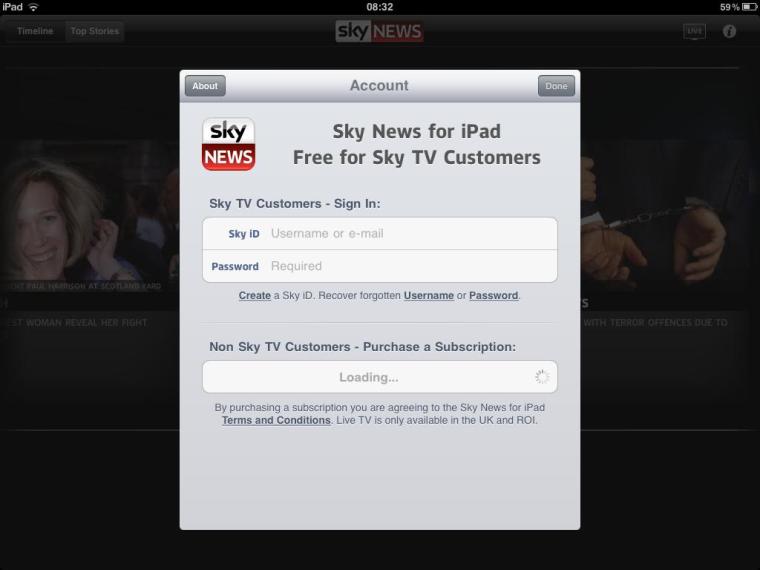 iPad 08:32 59%
Timeline Top Stories sky NEWS LIVE i
About Account Done
sky NEWS
Sky News for iPad
Free for Sky TV Customers
Sky TV Customers - Sign In:
Sky iD Username or e-mail
Password Required
Create a Sky iD. Recover forgotten Username or Password.
Non Sky TV Customers - Purchase a Subscription:
Loading...
By purchasing a subscription you are agreeing to the Sky News for iPad
Terms and Conditions. Live TV is only available in the UK and ROI.
PAUL HARRISON AT SCOTLAND YARD
WOMAN REVEAL HER FIGHT
WITH TERROR OFFENCES DUE TO